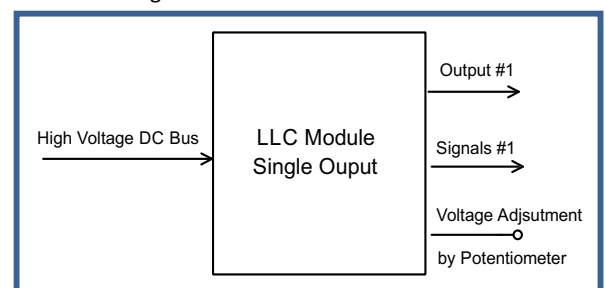 High Voltage DC Bus
LLC Module
Single Ouput
Output #1
Signals #1
Voltage Adjsutment
by Potentiometer